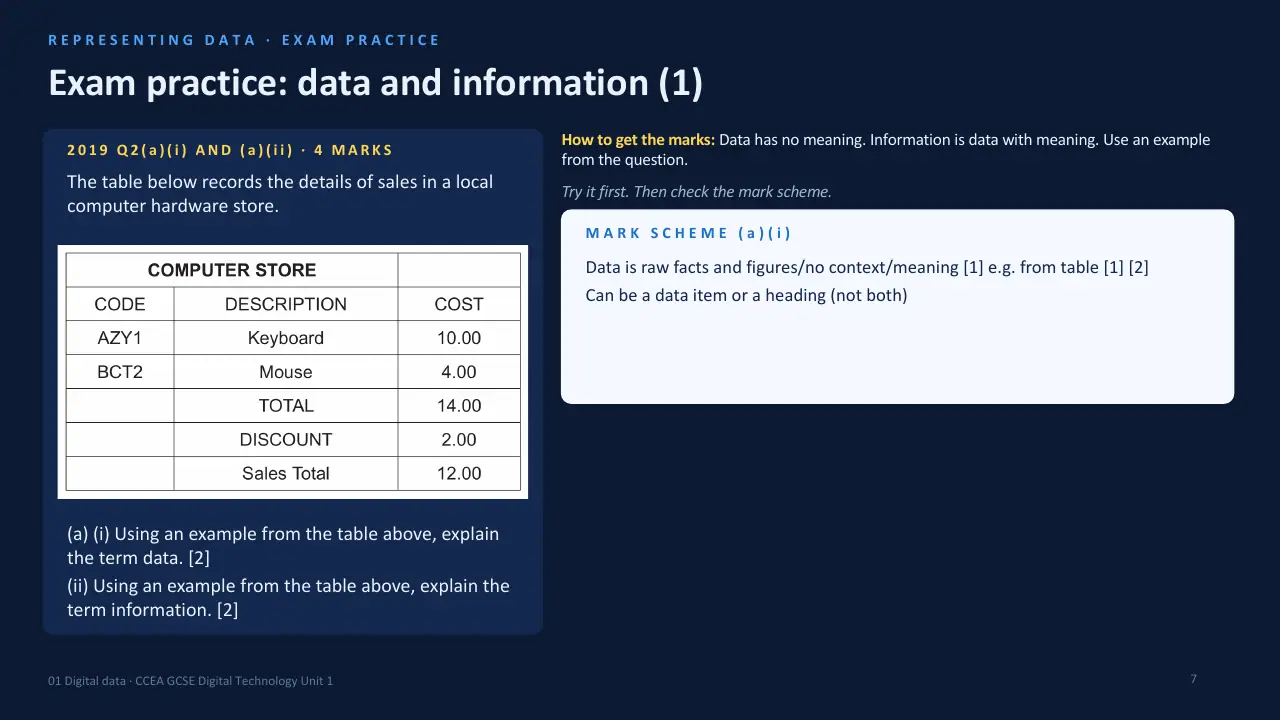 REPRESENTING DATA · EXAM PRACTICE
Exam practice: data and information (1)
2019 Q2(a)(i) AND (a)(ii) · 4 MARKS
The table below records the details of sales in a local
computer hardware store.
COMPUTER STORE
CODE DESCRIPTION COST
AZY1 Keyboard 10.00
BCT2 Mouse 4.00
TOTAL 14.00
DISCOUNT 2.00
Sales Total 12.00
(a) (i) Using an example from the table above, explain
the term data. [2]
(ii) Using an example from the table above, explain the
term information. [2]
How to get the marks: Data has no meaning. Information is data with meaning. Use an example
from the question.
Try it first. Then check the mark scheme.
MARK SCHEME (a)(i)
Data is raw facts and figures/no context/meaning [1] e.g. from table [1] [2]
Can be a data item or a heading (not both)
01 Digital data · CCEA GCSE Digital Technology Unit 1
7